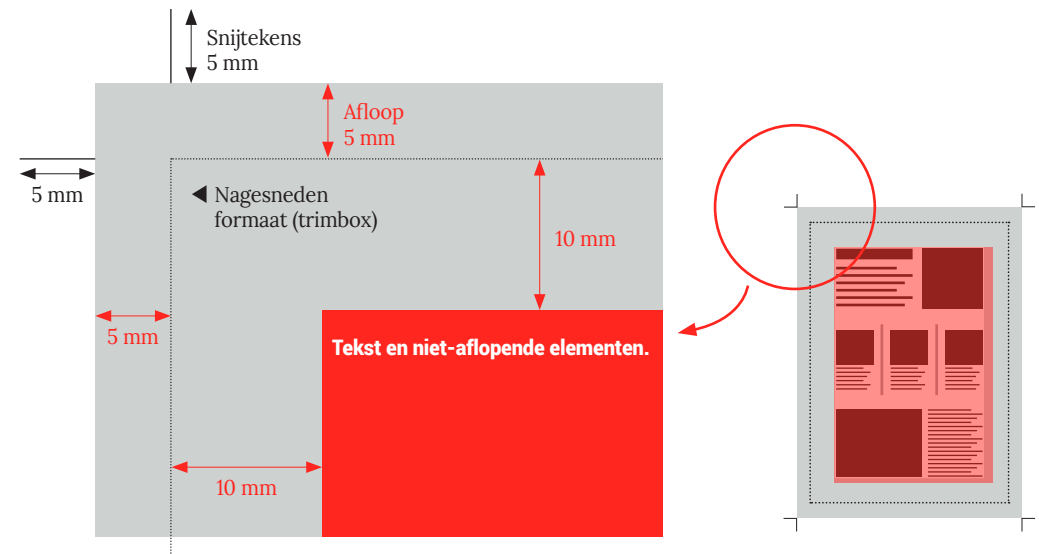 Snijtekens
5 mm
Afloop
5 mm
5 mm
Nagesneden
formaat (trimbox)
10 mm
5 mm
Tekst en niet-aflopende elementen.
10 mm